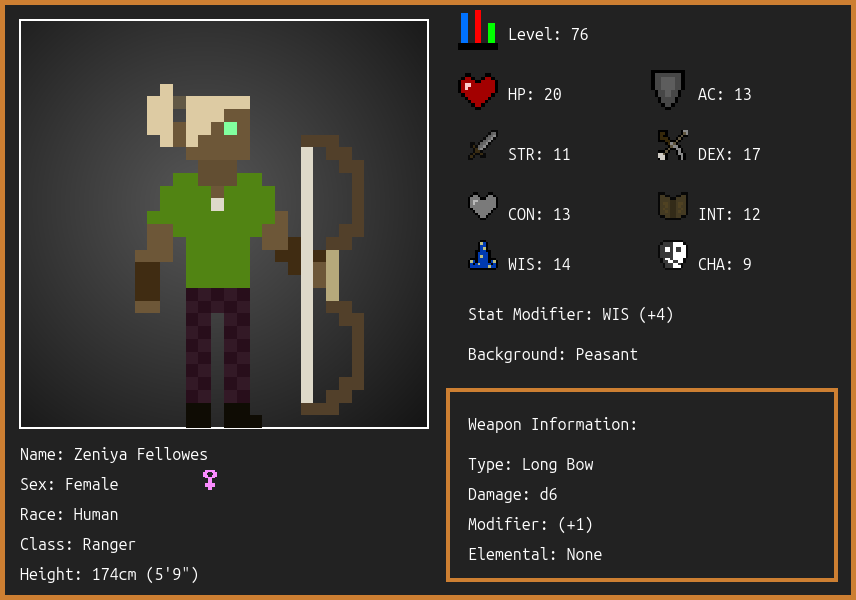 Level: 76
HP: 20
AC: 13
STR: 11
DEX: 17
CON: 13
INT: 12
WIS: 14
CHA: 9
Stat Modifier: WIS (+4)
Background: Peasant
Weapon Information:
Type: Long Bow
Damage: d6
Modifier: (+1)
Elemental: None
Name: Zeniya Fellowes
Sex: Female
Race: Human
Class: Ranger
Height: 174cm (5'9")